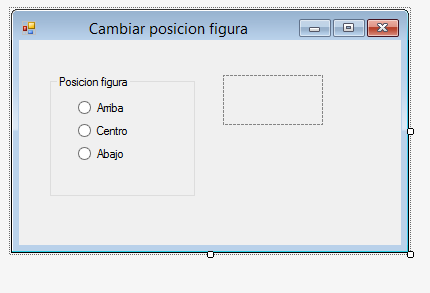 Cambiar posicion figura
Posicion figura
Arriba
Centro
Abajo